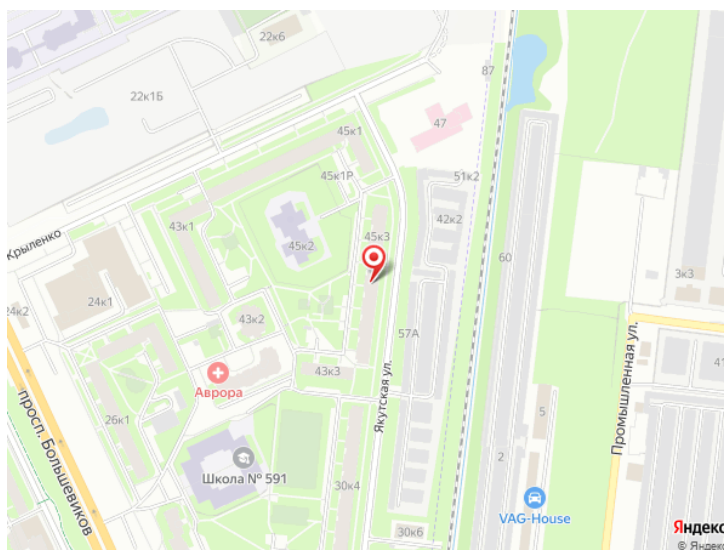 22к6
22к1Б
87
47
45к1
45к1Р
51к2
42к2
Крыленко
43к1
45к2
45к3
60
24к1
24к2
3к3
43к2
57А
Аврора
43к3
26к1
Якутская ул.
Промышленная ул.
41
просп. Большевиков
Школа № 591
5
2
30к4
VAG-House
30к6
Яндекс
© Яндекс